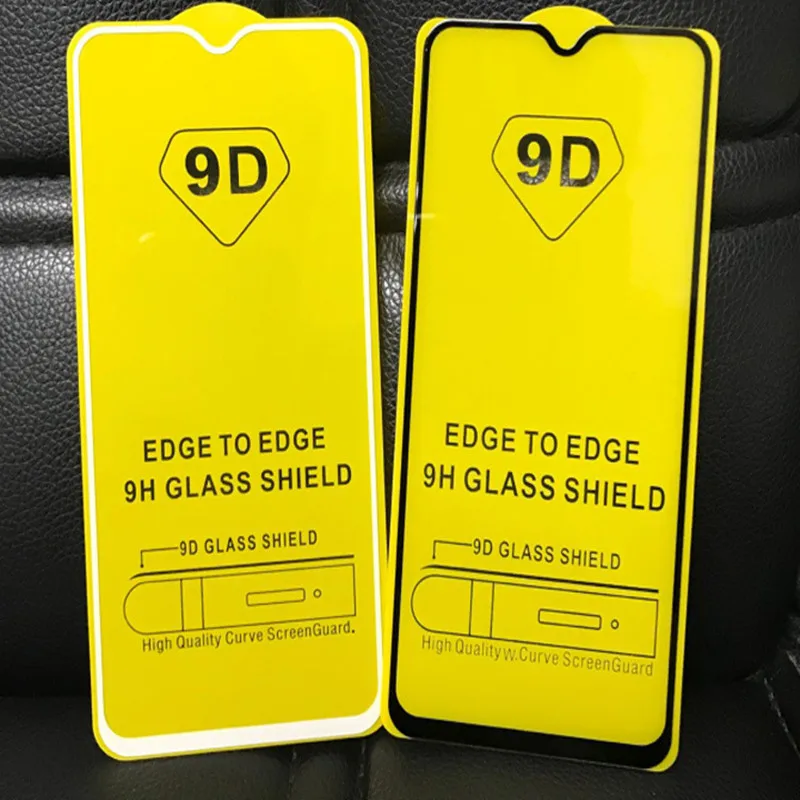 9D
EDGE TO EDGE
9H GLASS SHIELD
9D GLASS SHIELD
High Quality Curve ScreenGuard.
9D
EDGE TO EDGE
9H GLASS SHIELD
9D GLASS SHIELD
High Quality w. Curve ScreenGuard